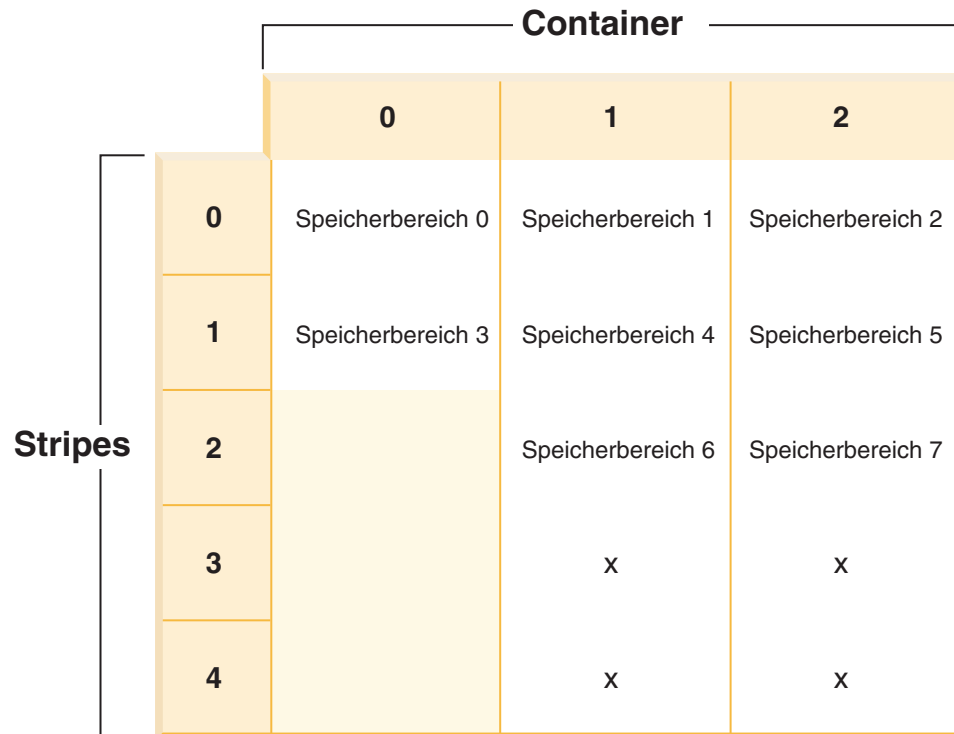 Container
0 1 2
0 Speicherbereich 0 Speicherbereich 1 Speicherbereich 2
1 Speicherbereich 3 Speicherbereich 4 Speicherbereich 5
Stripes 2 Speicherbereich 6 Speicherbereich 7
3 x x
4 x x